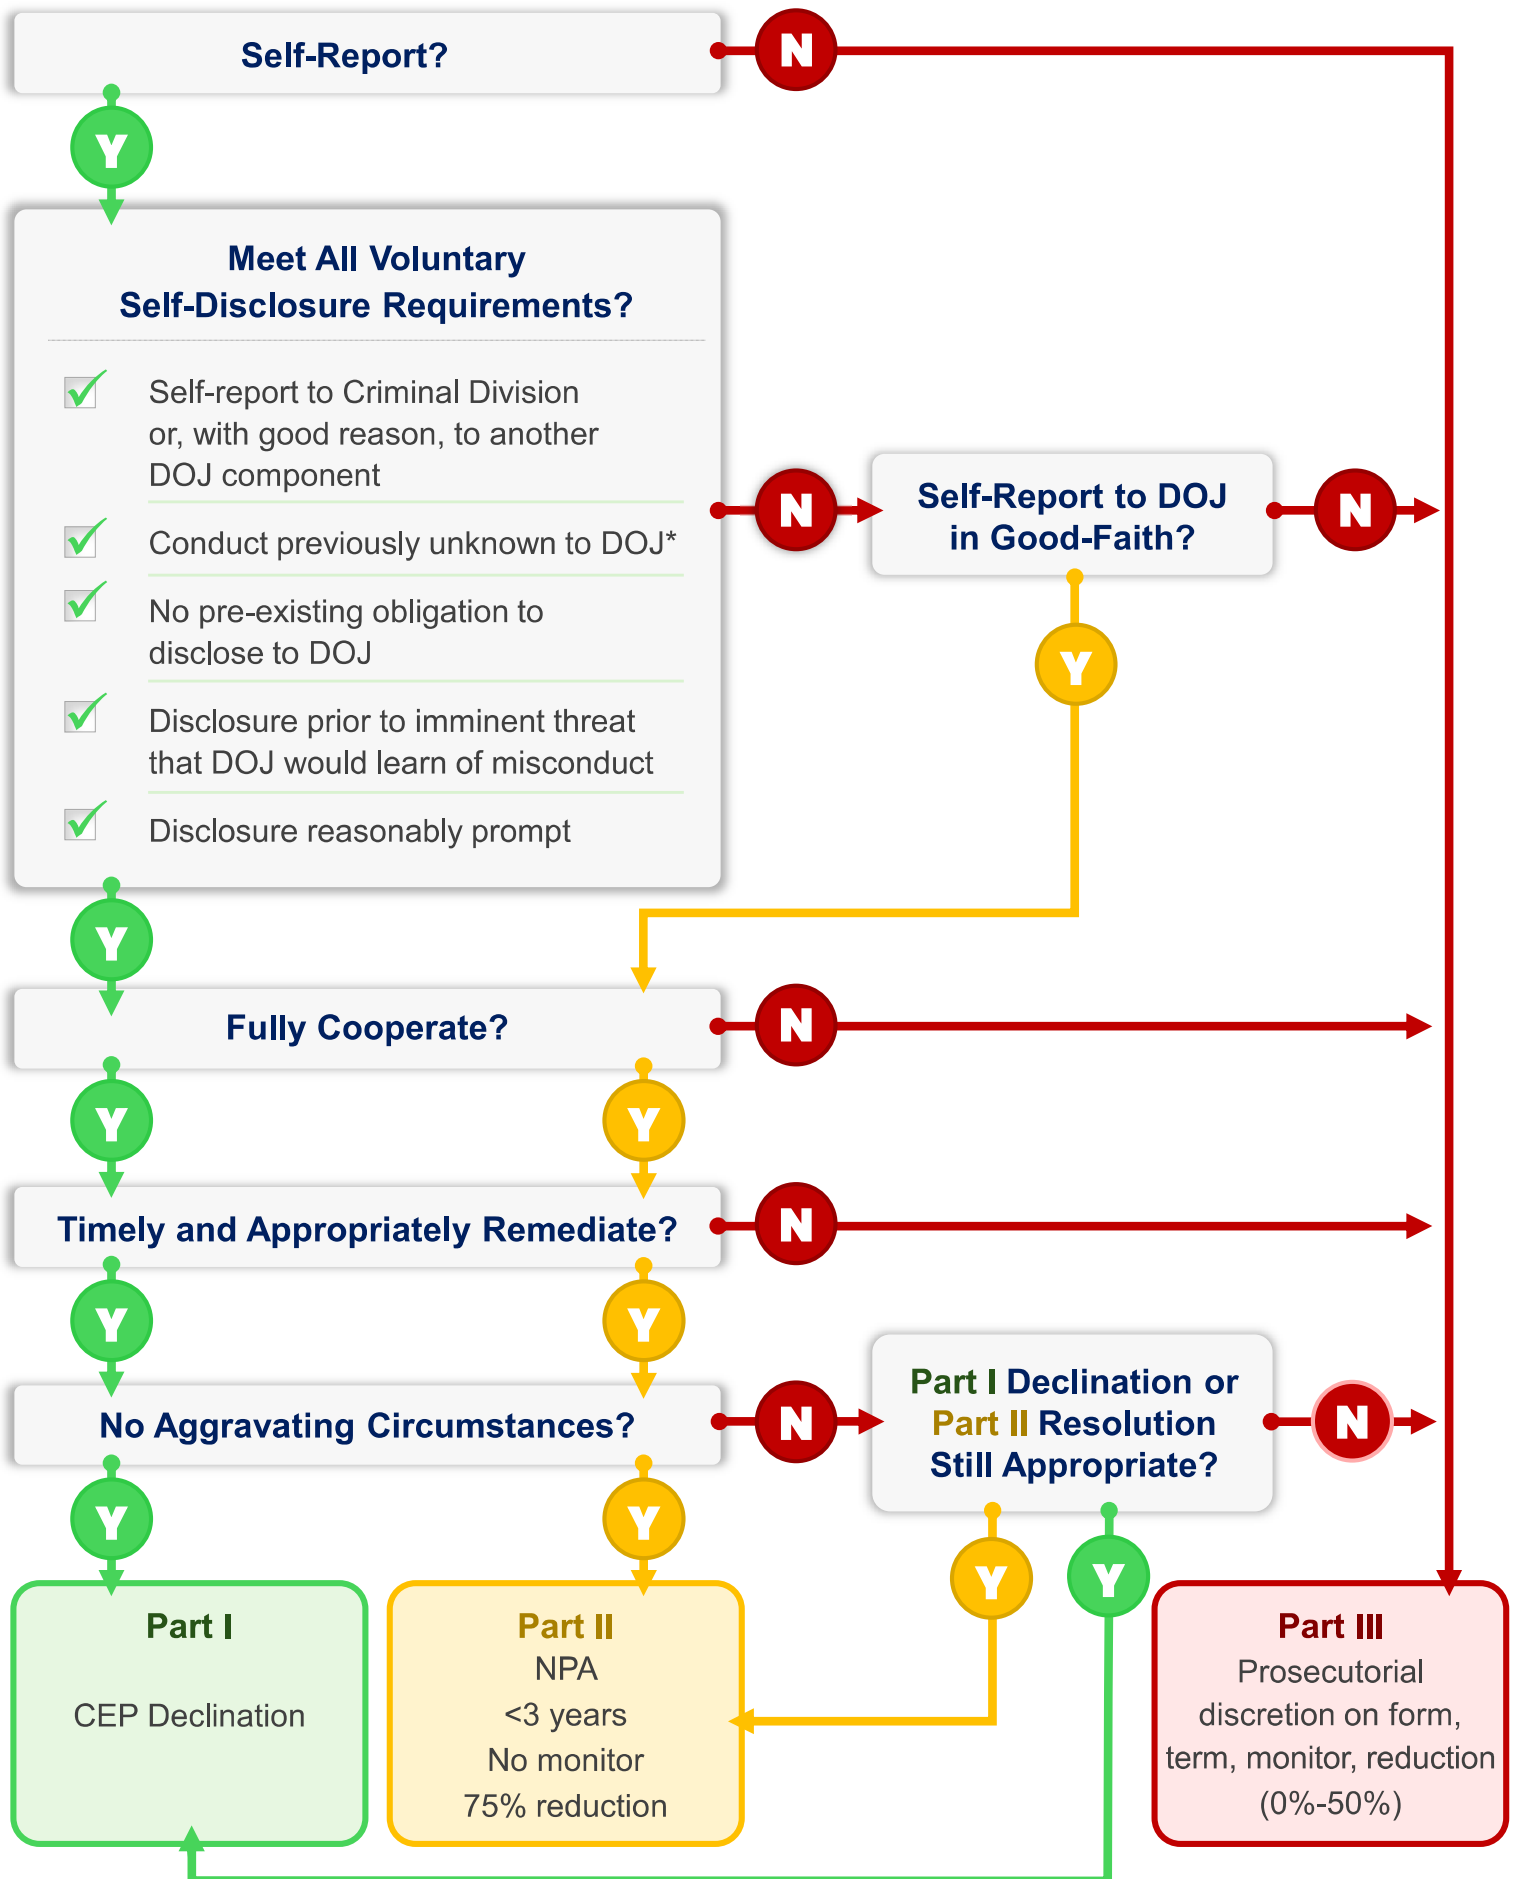 Self-Report?
N
Y
Meet All Voluntary
Self-Disclosure Requirements?
Self-report to Criminal Division
or, with good reason, to another
DOJ component
Conduct previously unknown to DOJ*
No pre-existing obligation to
disclose to DOJ
Disclosure prior to imminent threat
that DOJ would learn of misconduct
Disclosure reasonably prompt
N
Self-Report to DOJ
in Good-Faith?
N
Y
Y
Fully Cooperate?
N
Y
Y
Timely and Appropriately Remediate?
N
Y
Y
No Aggravating Circumstances?
N
Part I Declination or
Part II Resolution
Still Appropriate?
N
Y
Y
Y
Y
Part I
CEP Declination
Part II
NPA
<3 years
No monitor
75% reduction
Part III
Prosecutorial
discretion on form,
term, monitor, reduction
(0%-50%)